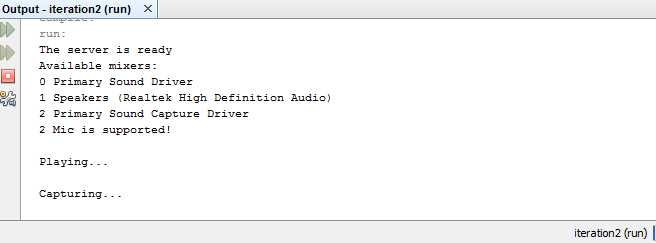 Output - iteration2 (run)
compile:
run:
The server is ready
Available mixers:
0 Primary Sound Driver
1 Speakers (Realtek High Definition Audio)
2 Primary Sound Capture Driver
2 Mic is supported!
Playing...
Capturing...
iteration2 (run)